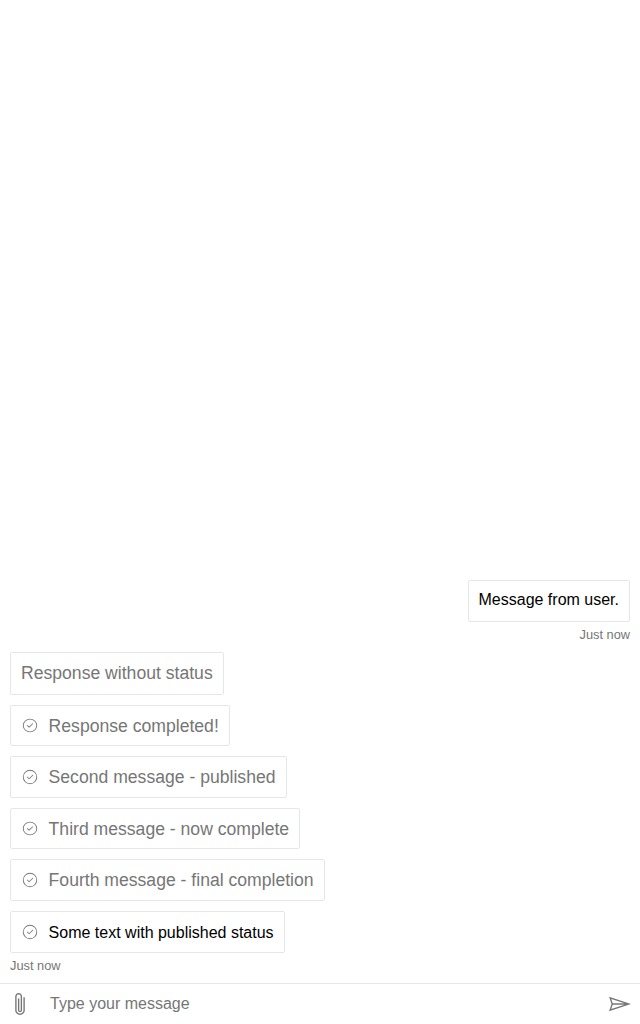 Message from user.
Just now
Response without status
Response completed!
Second message - published
Third message - now complete
Fourth message - final completion
Some text with published status
Just now
Type your message